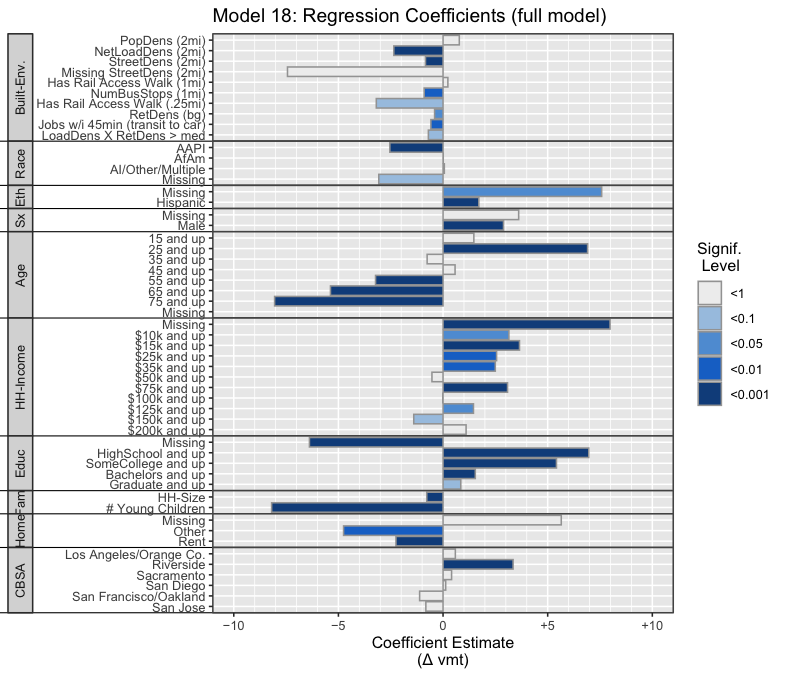 Model 18: Regression Coefficients (full model)
Built-Env.
PopDens (2mi)
NetLoadDens (2mi)
StreetDens (2mi)
Missing StreetDens (2mi)
Has Rail Access Walk (1mi)
NumBusStops (1mi)
Has Rail Access Walk (.25mi)
RetDens (bg)
Jobs w/i 45min (transit to car)
LoadDens X RetDens > med
Race
AAPI
AfAm
AI/Other/Multiple
Missing
Eth
Missing
Hispanic
Sx
Missing
Male
Age
15 and up
25 and up
35 and up
45 and up
55 and up
65 and up
75 and up
Missing
HH-Income
Missing
$10k and up
$15k and up
$25k and up
$35k and up
$50k and up
$75k and up
$100k and up
$125k and up
$150k and up
$200k and up
Educ
Missing
HighSchool and up
SomeCollege and up
Bachelors and up
Graduate and up
Fam
HH-Size
# Young Children
Home
Missing
Other
Rent
CBSA
Los Angeles/Orange Co.
Riverside
Sacramento
San Diego
San Francisco/Oakland
San Jose
−10 −5 0 +5 +10
Coefficient Estimate
(Δ vmt)
Signif.
Level
<1
<0.1
<0.05
<0.01
<0.001